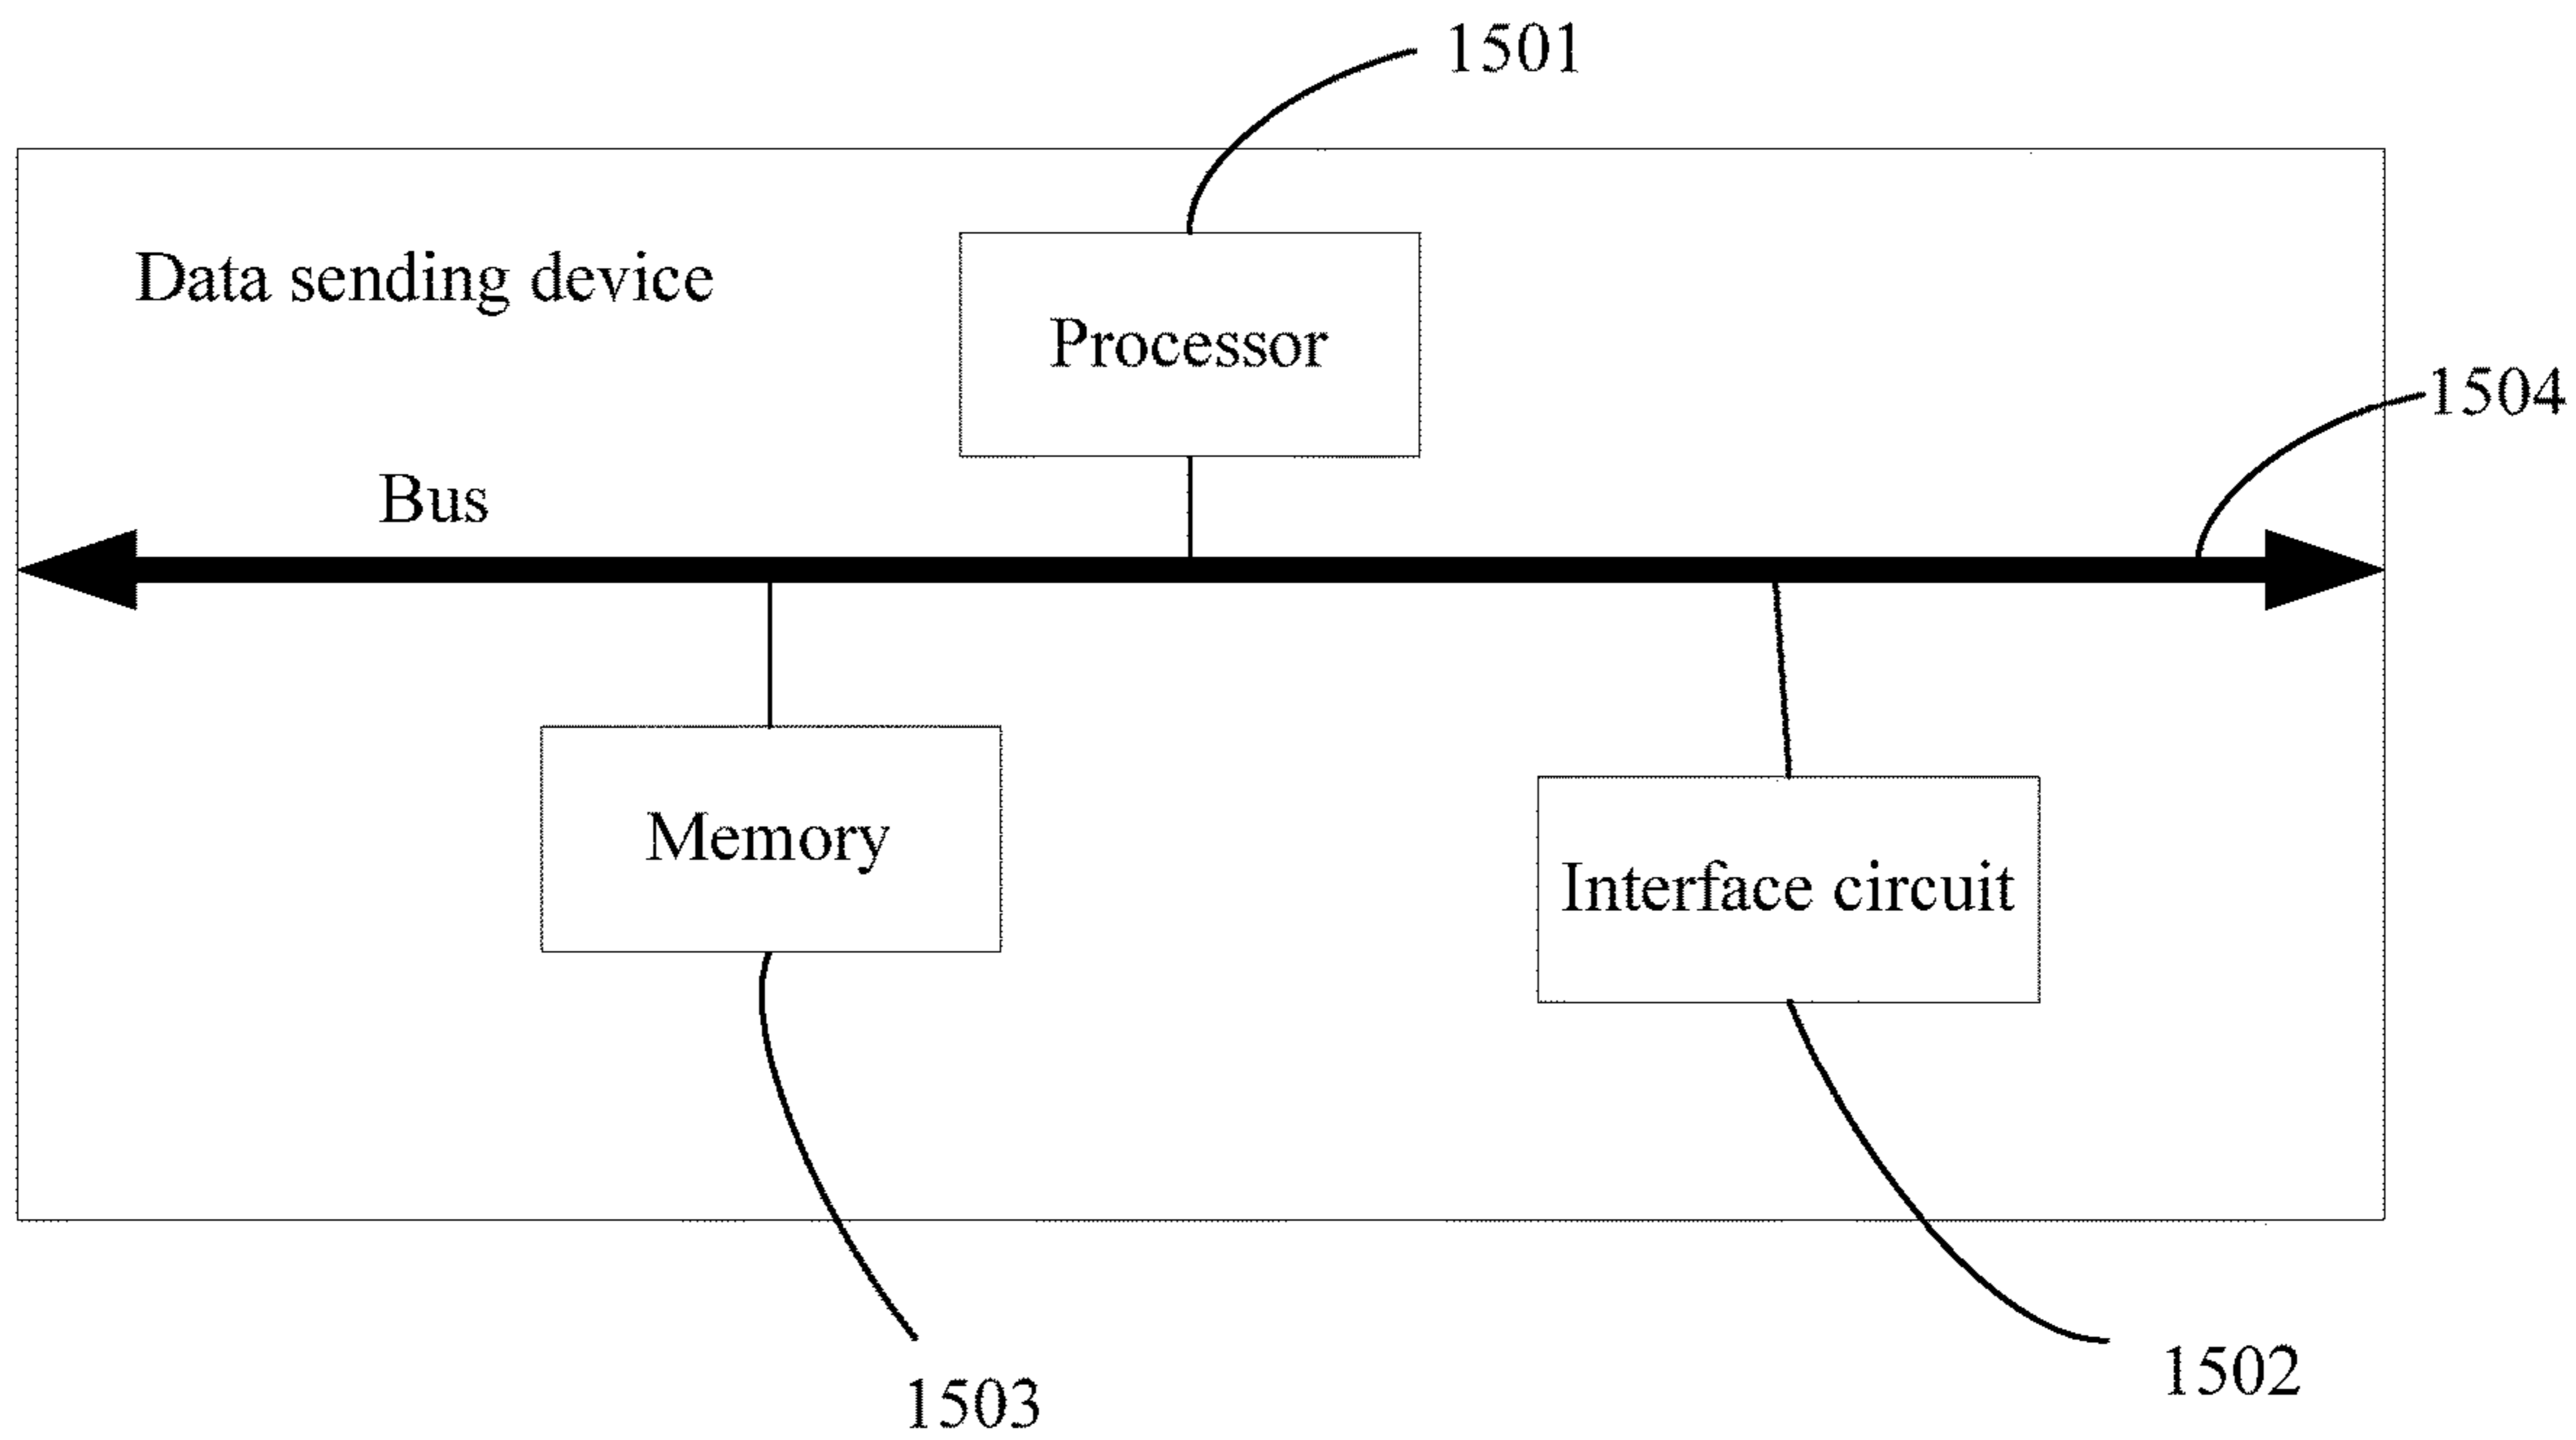 1501
Data sending device
Processor
1504
Bus
Memory
Interface circuit
1502
1503